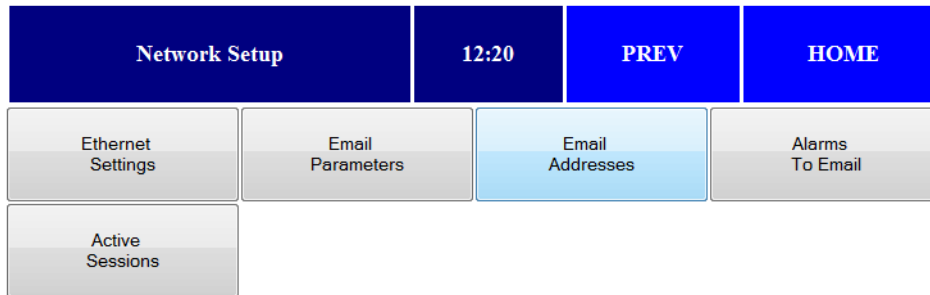 Network Setup 12:20 PREV HOME
Ethernet Email Email Alarms
Settings Parameters Addresses To Email
Active
Sessions